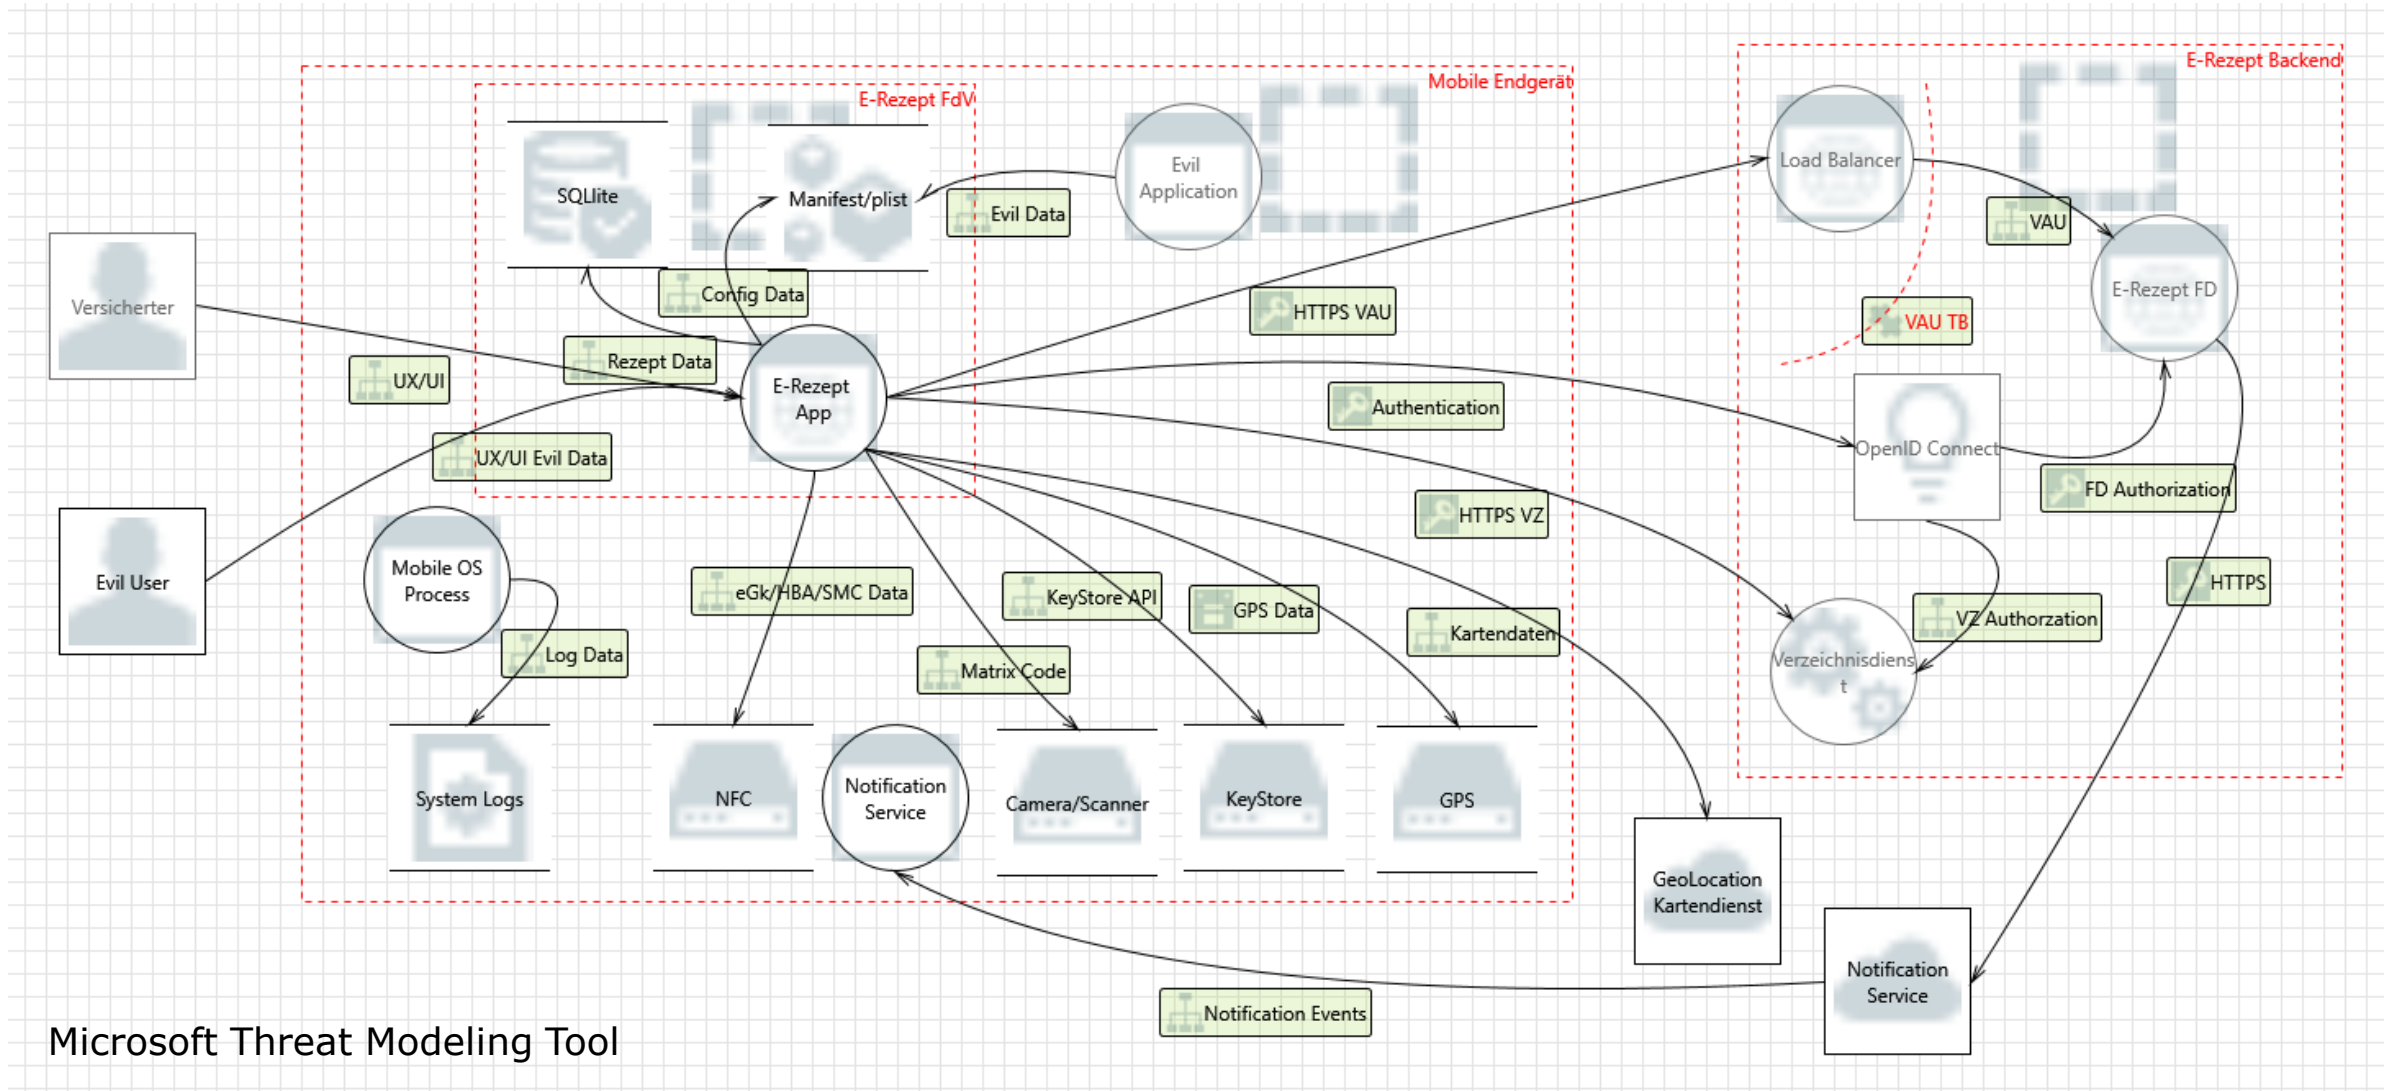 E-Rezept Backend
Mobile Endgerät
E-Rezept FdV
Load Balancer
Evil
Application
SQLlite
Manifest/plist
Evil Data
VAU
Versicherter
Config Data
HTTPS VAU
VAU TB
E-Rezept FD
UX/UI
Rezept Data
E-Rezept
App
Authentication
OpenID Connect
UX/UI Evil Data
FD Authorization
HTTPS VZ
Evil User
Mobile OS
Process
eGk/HBA/SMC Data
KeyStore API
GPS Data
HTTPS
Kartendaten
VZ Authorzation
Log Data
Matrix Code
Verzeichnisdiens
t
System Logs
NFC
Notification
Service
Camera/Scanner
KeyStore
GPS
GeoLocation
Kartendienst
Notification
Service
Notification Events
Microsoft Threat Modeling Tool